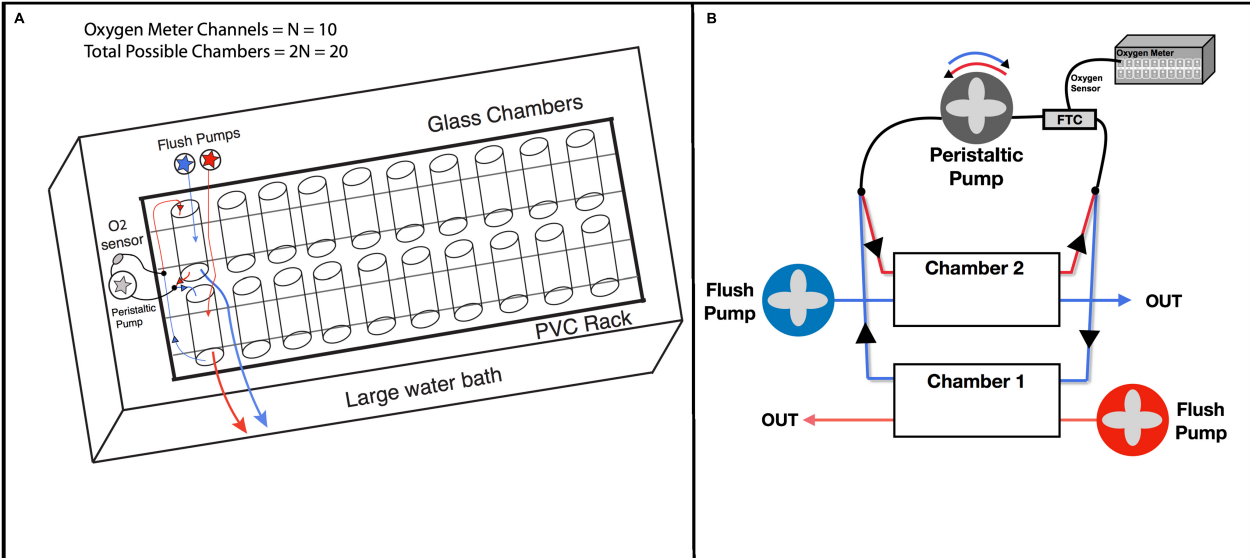 A
Oxygen Meter Channels = N = 10
Total Possible Chambers = 2N = 20
Flush Pumps
Glass Chambers
O2
sensor
Peristaltic
Pump
PVC Rack
Large water bath
B
Oxygen Meter
Oxygen
Sensor
FTC
Peristaltic
Pump
Chamber 2
Flush
Pump
OUT
Chamber 1
OUT
Flush
Pump